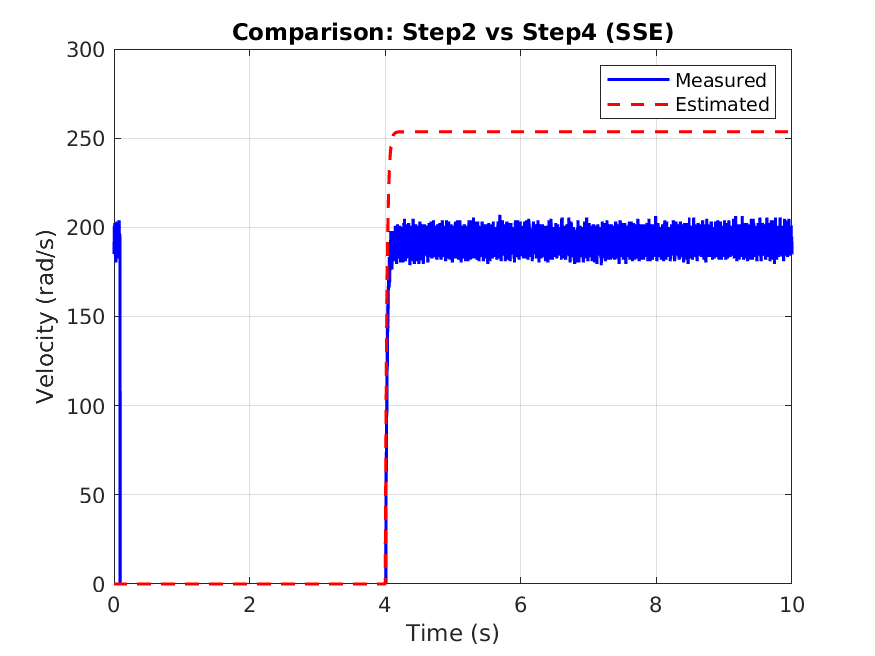 Comparison: Step2 vs Step4 (SSE)
Measured
Estimated
Velocity (rad/s)
300
250
200
150
100
50
0
0 2 4 6 8 10
Time (s)